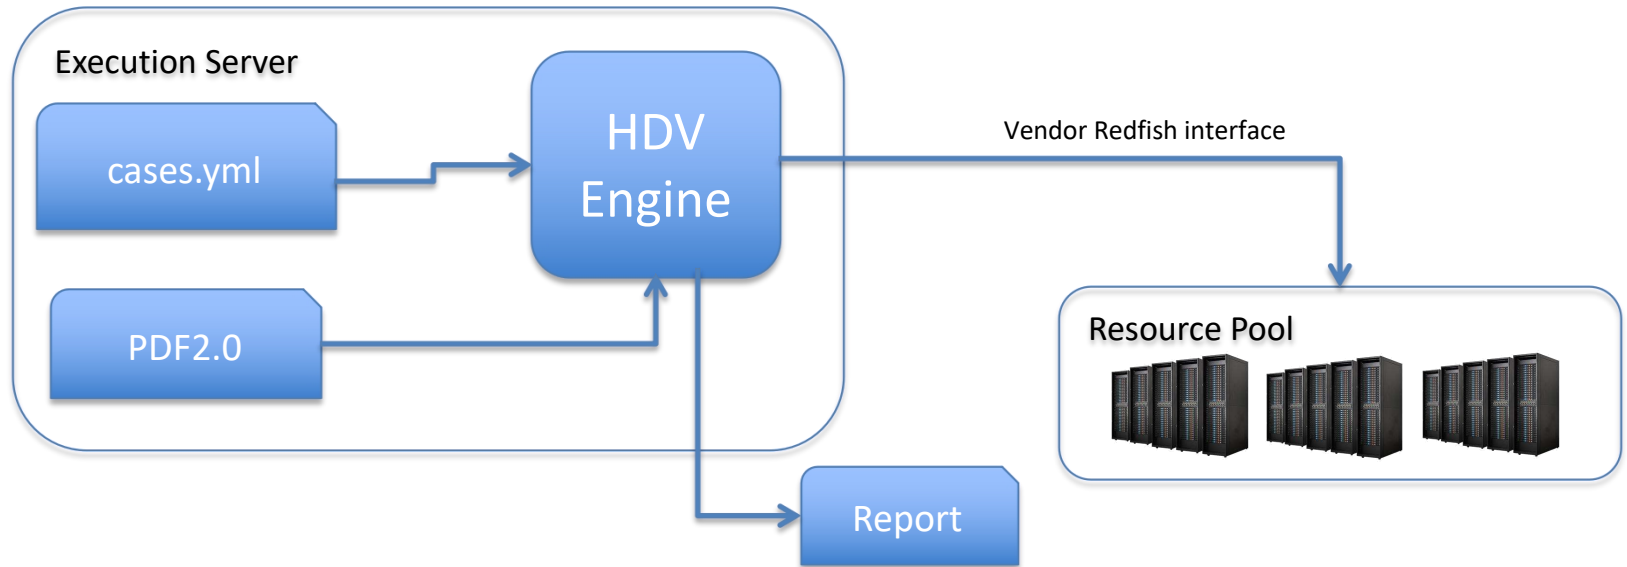 Execution Server
cases.yml
HDV
Engine
Vendor Redfish interface
PDF2.0
Resource Pool
Report